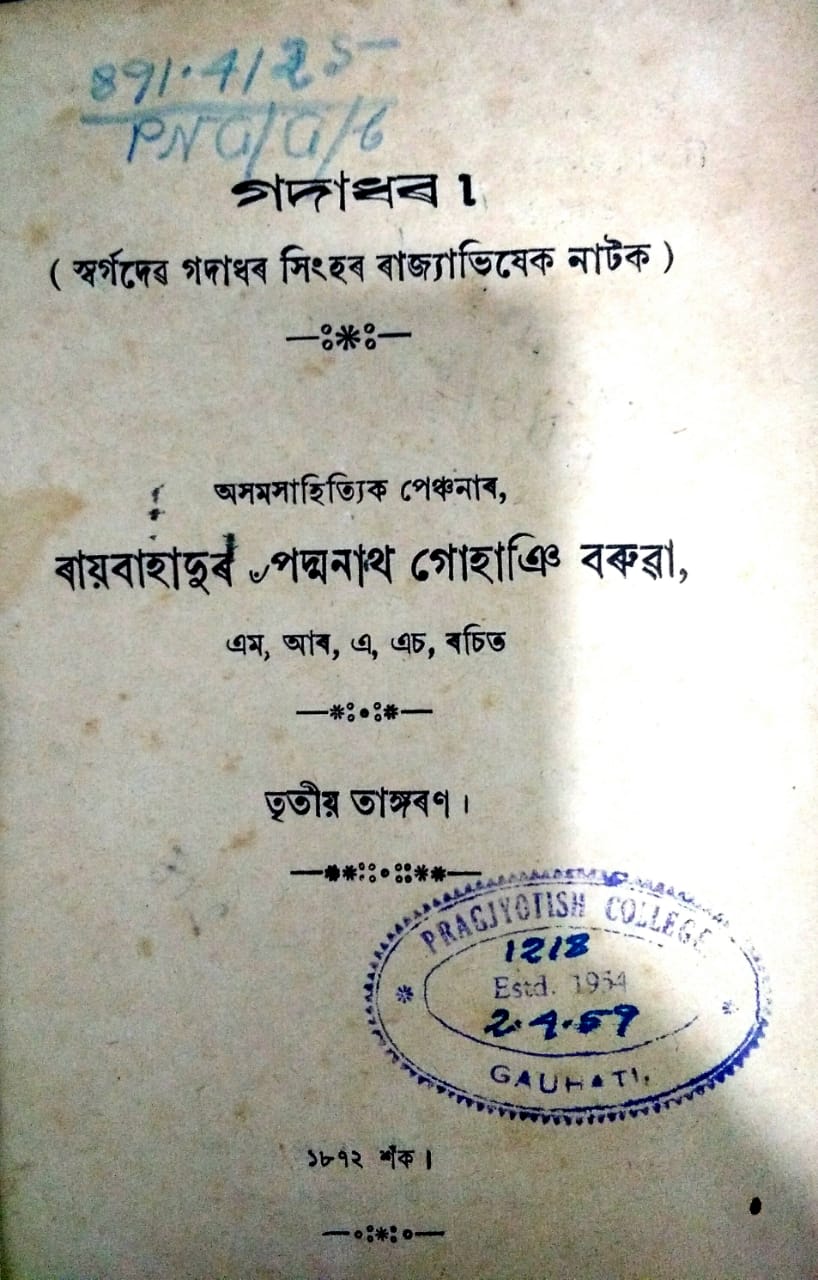 891.4125
PNG/G/6
গদাধৰ।
( স্বৰ্গদেৱ গদাধৰ সিংহৰ ৰাজ্যাভিষেক নাটক )
অসমসাহিত্যিক পেঞ্চনাৰ,
ৰায়বাহাদুৰ ৺পদ্মনাথ গোহাঞি বৰুৱা,
এম, আৰ, এ, এচ, ৰচিত
তৃতীয় তাঙ্গৰণ।
PRAGJYOTISH COLLEGE
1218
Estd. 1954
2.4.59
GAUHATI.
১৮৭২ শঁক।